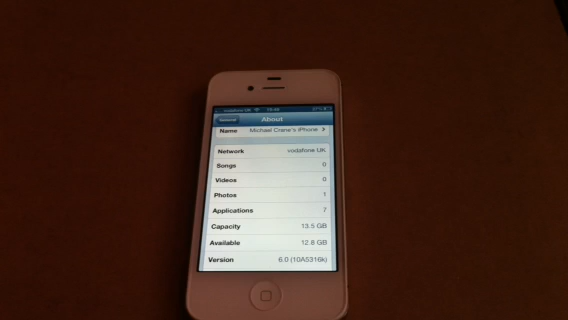 vodafone UK
General
About
Name Michael Crane's iPhone
Network vodafone UK
Songs 0
Videos 0
Photos 1
Applications 7
Capacity 13.5 GB
Available 12.8 GB
Version 6.0 (10A5316k)